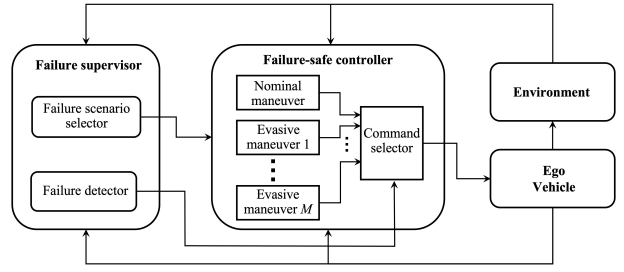 Failure supervisor
Failure scenario
selector
Failure detector
Failure-safe controller
Nominal
maneuver
Evasive
maneuver 1
Evasive
maneuver M
Command
selector
Environment
Ego
Vehicle